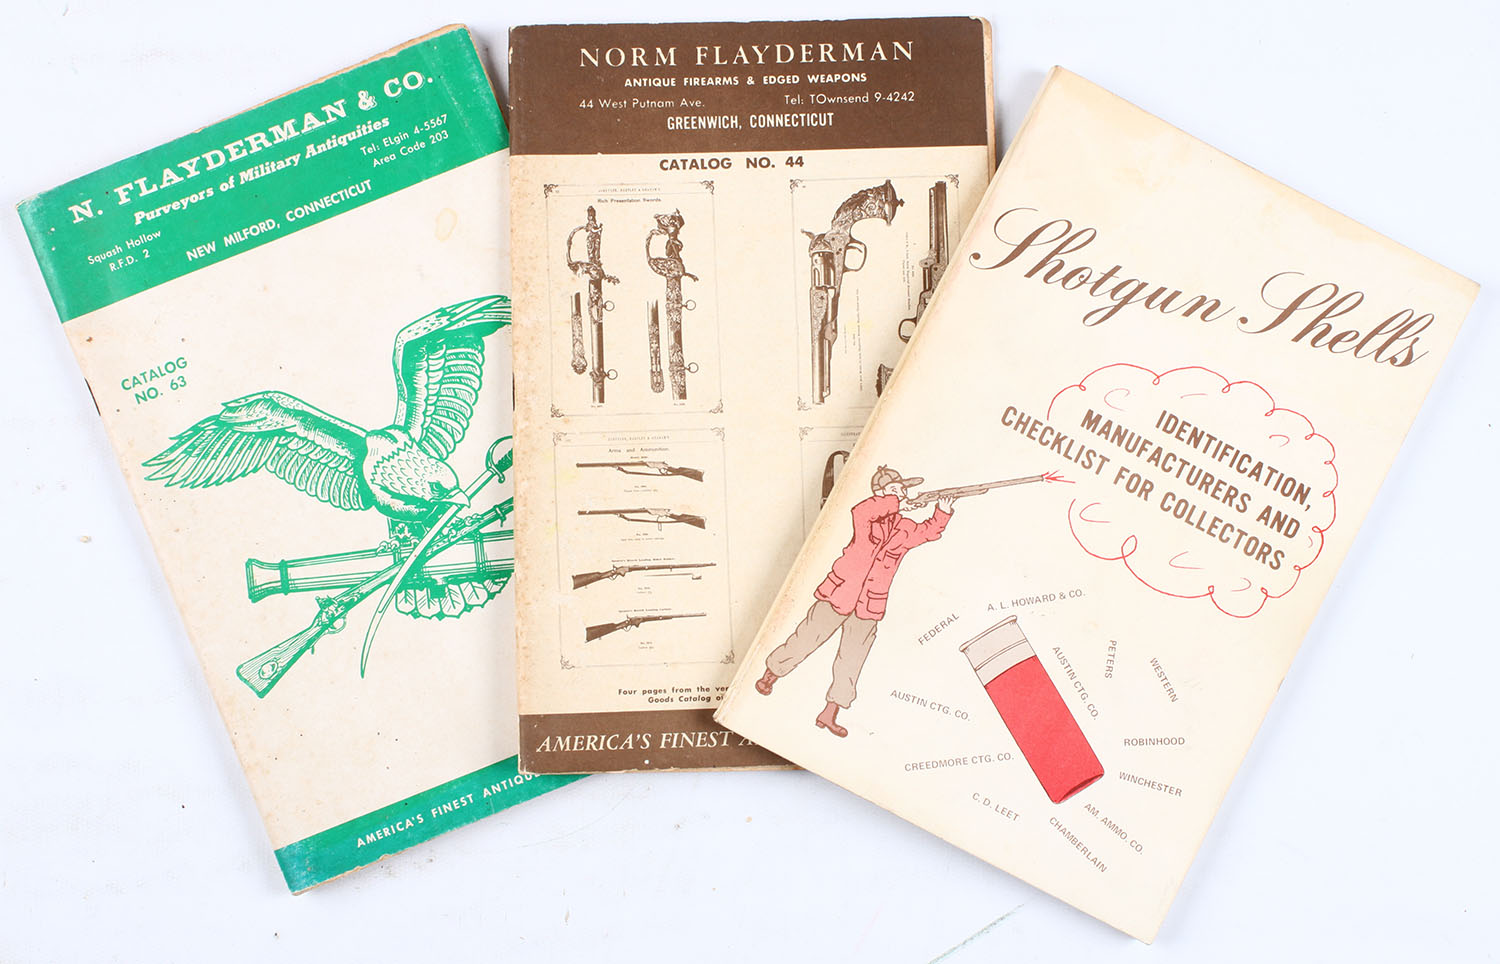 N. FLAYDERMAN & CO.
Purveyors of Military Antiquities
Squash Hollow
R.F.D. 2
Tel: ELgin 4-5567
Area Code 203
NEW MILFORD, CONNECTICUT
CATALOG
NO. 63
AMERICA'S FINEST ANTIQUE
NORM FLAYDERMAN
ANTIQUE FIREARMS & EDGED WEAPONS
44 West Putnam Ave.
Tel: TOwnsend 9-4242
GREENWICH, CONNECTICUT
CATALOG NO. 44
Rich Presentation Swords.
Arms and Ammunition.
Four pages from the
Goods Catalog
AMERICA'S FINEST
Shotgun Shells
IDENTIFICATION,
MANUFACTURERS AND
CHECKLIST FOR COLLECTORS
A. L. HOWARD & CO.
FEDERAL
PETERS
WESTERN
AUSTIN CTG. CO.
AUSTIN CTG. CO.
ROBINHOOD
CREEDMORE CTG. CO.
WINCHESTER
C. D. LEET
AM. AMMO. CO.
CHAMBERLAIN